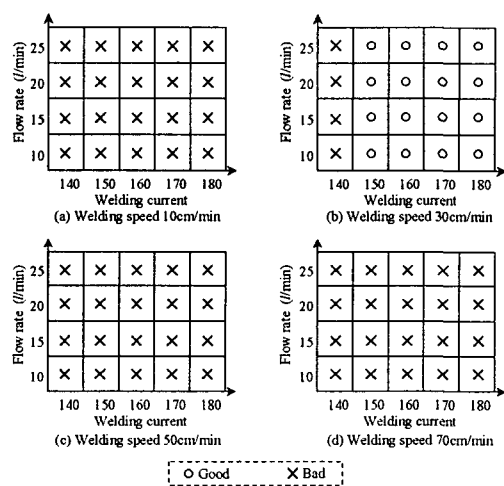 Flow rate (l/min)
25
20
15
10
140 150 160 170 180
Welding current
(a) Welding speed 10cm/min
Flow rate (l/min)
25
20
15
10
140 150 160 170 180
Welding current
(b) Welding speed 30cm/min
Flow rate (l/min)
25
20
15
10
140 150 160 170 180
Welding current
(c) Welding speed 50cm/min
Flow rate (l/min)
25
20
15
10
140 150 160 170 180
Welding current
(d) Welding speed 70cm/min
Good Bad